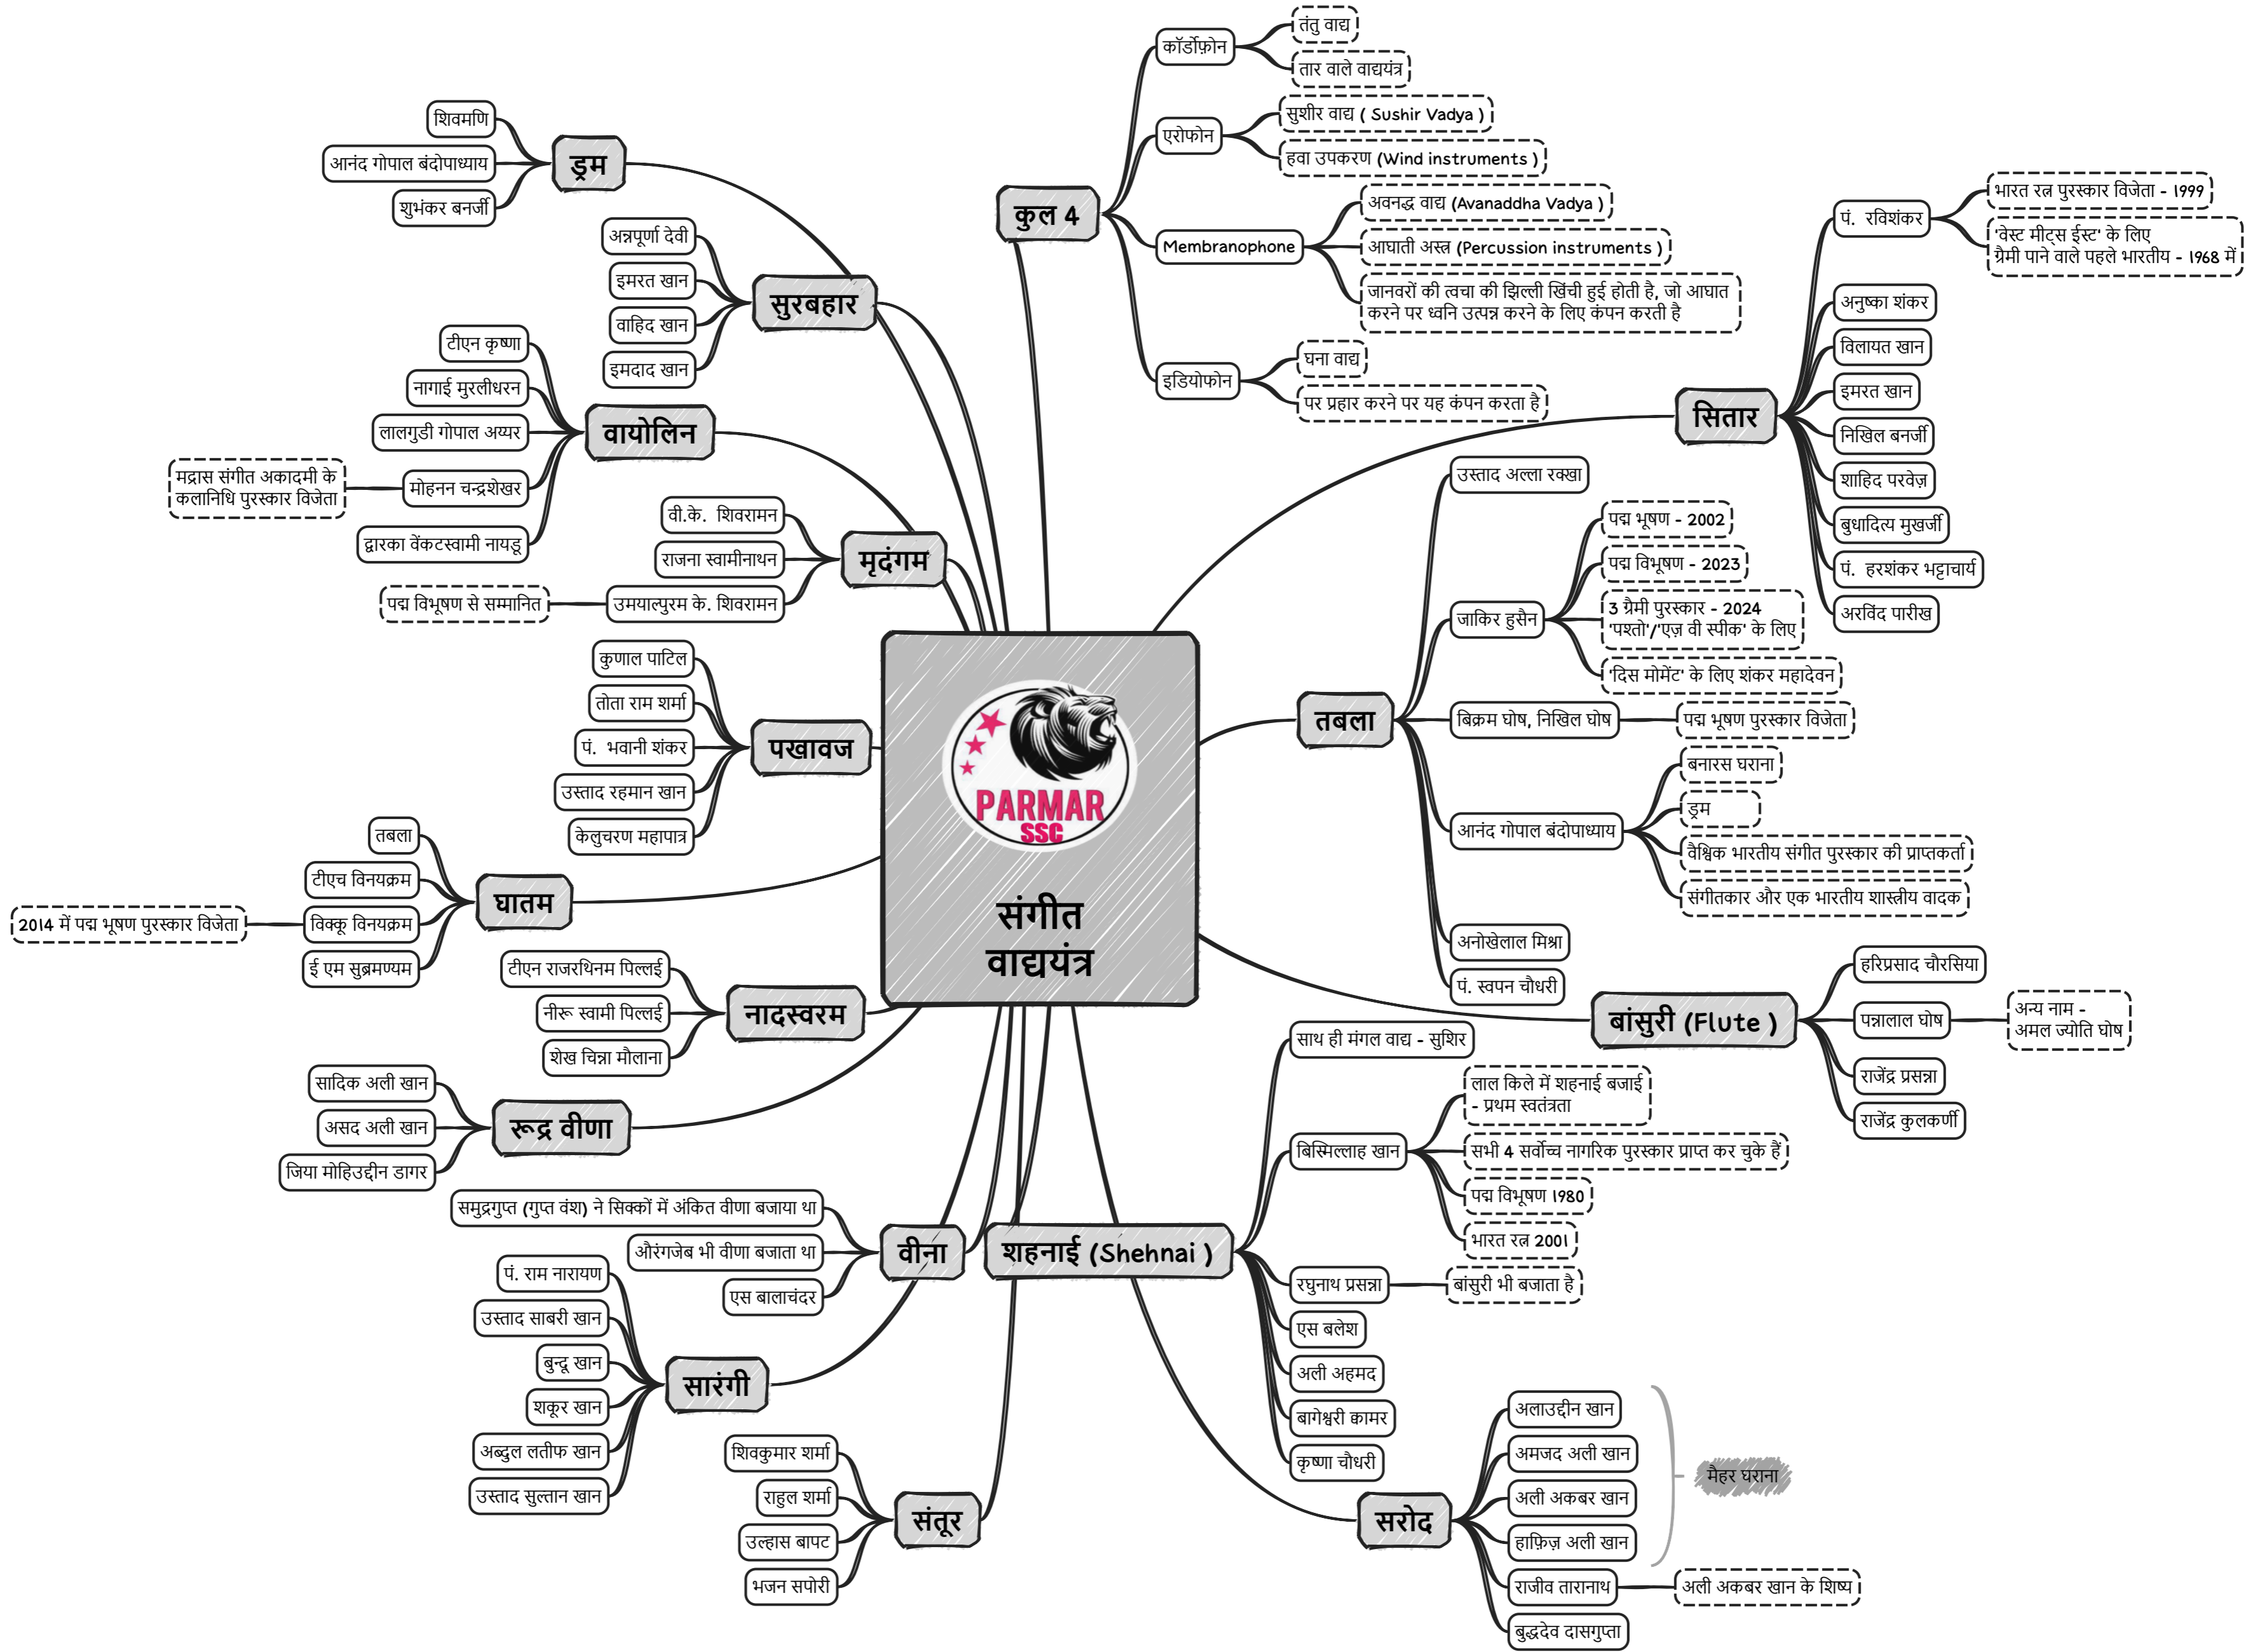 PARMAR
SSC
संगीत
वाद्ययंत्र
कुल 4
कॉर्डोफ़ोन
तंतु वाद्य
तार वाले वाद्ययंत्र
एरोफोन
सुशीर वाद्य ( Sushir Vadya )
हवा उपकरण (Wind instruments )
Membranophone
अवनद्ध वाद्य (Avanaddha Vadya )
आघाती अस्त्र (Percussion instruments )
जानवरों की त्वचा की झिल्ली खिंची हुई होती है, जो आघात
करने पर ध्वनि उत्पन्न करने के लिए कंपन करती है
इडियोफोन
घना वाद्य
पर प्रहार करने पर यह कंपन करता है
सितार
पं. रविशंकर
भारत रत्न पुरस्कार विजेता - 1999
'वेस्ट मीट्स ईस्ट' के लिए
ग्रैमी पाने वाले पहले भारतीय - 1968 में
अनुष्का शंकर
विलायत खान
इमरत खान
निखिल बनर्जी
शाहिद परवेज़
बुधादित्य मुखर्जी
पं. हरशंकर भट्टाचार्य
अरविंद पारीख
तबला
उस्ताद अल्ला रक्खा
जाकिर हुसैन
पद्म भूषण - 2002
पद्म विभूषण - 2023
3 ग्रैमी पुरस्कार - 2024
'पश्तो'/'एज़ वी स्पीक' के लिए
'दिस मोमेंट' के लिए शंकर महादेवन
बिक्रम घोष, निखिल घोष
पद्म भूषण पुरस्कार विजेता
आनंद गोपाल बंदोपाध्याय
बनारस घराना
ड्रम
वैश्विक भारतीय संगीत पुरस्कार की प्राप्तकर्ता
संगीतकार और एक भारतीय शास्त्रीय वादक
अनोखेलाल मिश्रा
पं. स्वपन चौधरी
बांसुरी (Flute )
हरिप्रसाद चौरसिया
पन्नालाल घोष
अन्य नाम -
अमल ज्योति घोष
राजेंद्र प्रसन्ना
राजेंद्र कुलकर्णी
शहनाई (Shehnai )
साथ ही मंगल वाद्य - सुशिर
बिस्मिल्लाह खान
लाल किले में शहनाई बजाई
- प्रथम स्वतंत्रता
सभी 4 सर्वोच्च नागरिक पुरस्कार प्राप्त कर चुके हैं
पद्म विभूषण 1980
भारत रत्न 2001
रघुनाथ प्रसन्ना
बांसुरी भी बजाता है
एस बलेश
अली अहमद
बागेश्वरी क़ामर
कृष्णा चौधरी
सरोद
अलाउद्दीन खान
अमजद अली खान
अली अकबर खान
हाफ़िज़ अली खान
मैहर घराना
राजीव तारानाथ
अली अकबर खान के शिष्य
बुद्धदेव दासगुप्ता
ड्रम
शिवमणि
आनंद गोपाल बंदोपाध्याय
शुभंकर बनर्जी
सुरबहार
अन्नपूर्णा देवी
इमरत खान
वाहिद खान
इमदाद खान
वायोलिन
टीएन कृष्णा
नागाई मुरलीधरन
लालगुडी गोपाल अय्यर
मोहनन चन्द्रशेखर
मद्रास संगीत अकादमी के
कलानिधि पुरस्कार विजेता
द्वारका वेंकटस्वामी नायडू
मृदंगम
वी.के. शिवरामन
राजना स्वामीनाथन
उमयाल्पुरम के. शिवरामन
पद्म विभूषण से सम्मानित
पखावज
कुणाल पाटिल
तोता राम शर्मा
पं. भवानी शंकर
उस्ताद रहमान खान
केलुचरण महापात्र
घातम
तबला
टीएच विनयक्रम
विक्कू विनयक्रम
2014 में पद्म भूषण पुरस्कार विजेता
ई एम सुब्रमण्यम
नादस्वरम
टीएन राजरथिनम पिल्लई
नीरू स्वामी पिल्लई
शेख चिन्ना मौलाना
रूद्र वीणा
सादिक अली खान
असद अली खान
जिया मोहिउद्दीन डागर
वीना
समुद्रगुप्त (गुप्त वंश) ने सिक्कों में अंकित वीणा बजाया था
औरंगजेब भी वीणा बजाता था
एस बालाचंदर
सारंगी
पं. राम नारायण
उस्ताद साबरी खान
बुन्दू खान
शकूर खान
अब्दुल लतीफ खान
उस्ताद सुल्तान खान
संतूर
शिवकुमार शर्मा
राहुल शर्मा
उल्हास बापट
भजन सपोरी